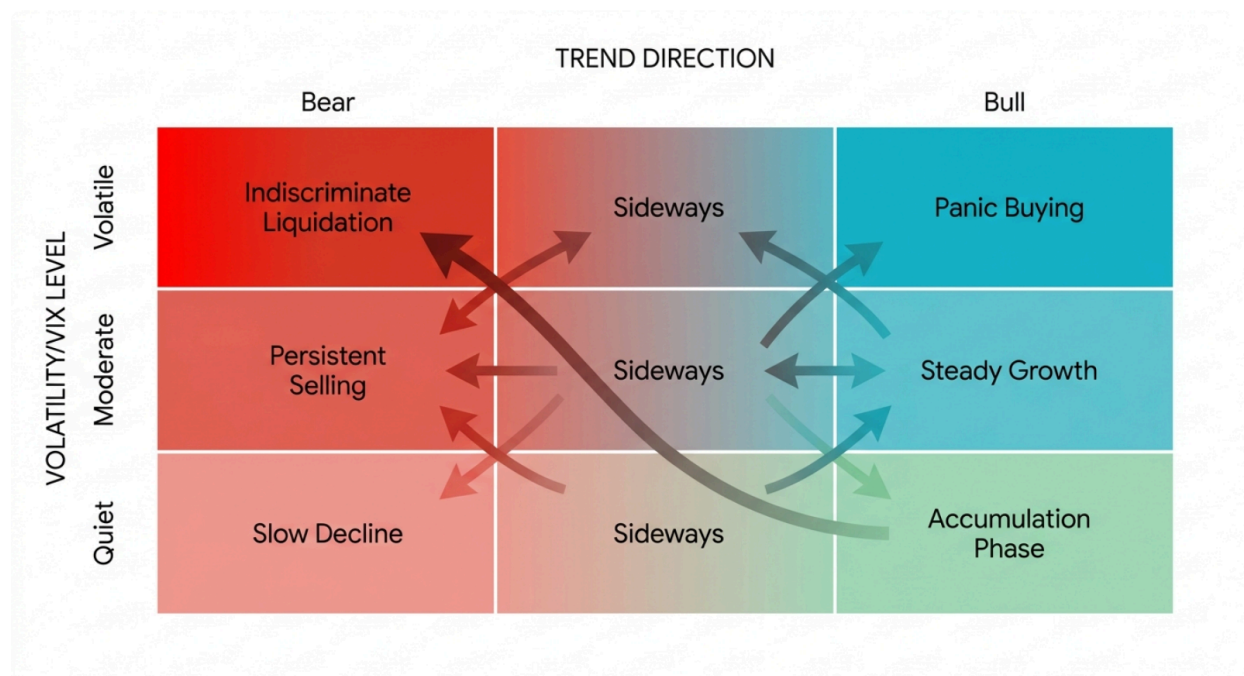 TREND DIRECTION
Bear
Bull
VOLATILITY/VIX LEVEL
Volatile
Indiscriminate
Liquidation
Sideways
Panic Buying
Moderate
Persistent
Selling
Sideways
Steady Growth
Quiet
Slow Decline
Sideways
Accumulation
Phase